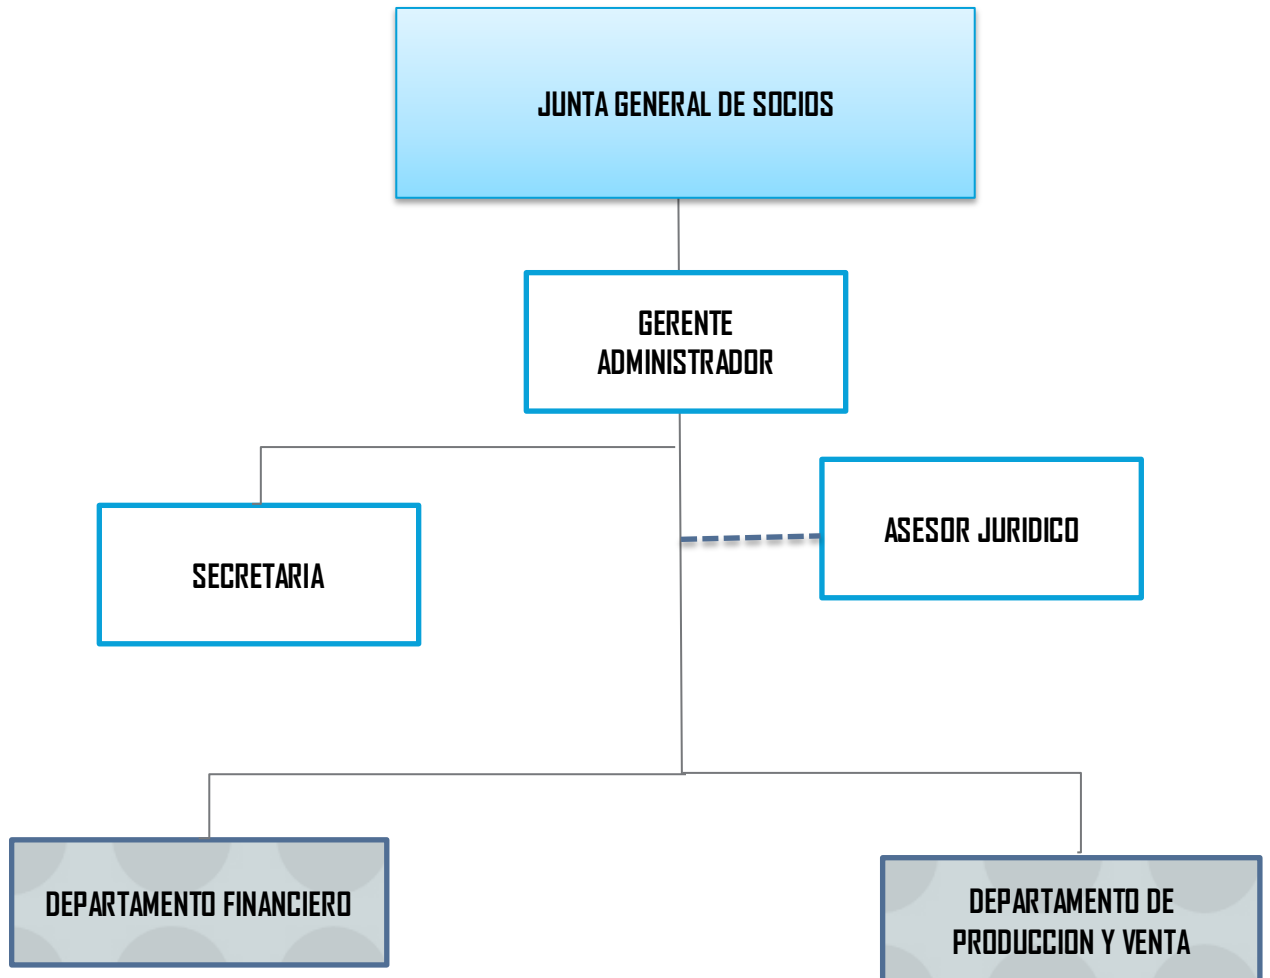 JUNTA GENERAL DE SOCIOS
GERENTE
ADMINISTRADOR
ASESOR JURIDICO
SECRETARIA
DEPARTAMENTO FINANCIERO
DEPARTAMENTO DE
PRODUCCION Y VENTA